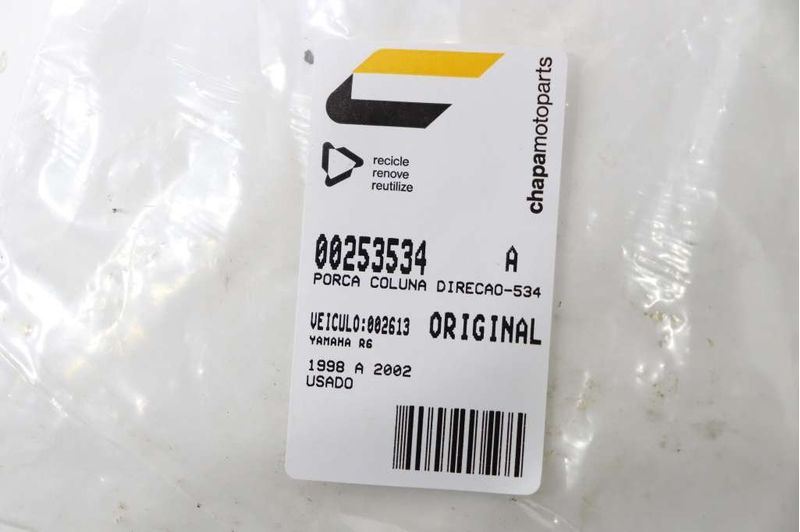 chapamotoparts
recicle
renove
reutilize
00253534 A
PORCA COLUNA DIRECAO-534
VEICULO:002613 ORIGINAL
YAMAHA R6
1998 A 2002
USADO